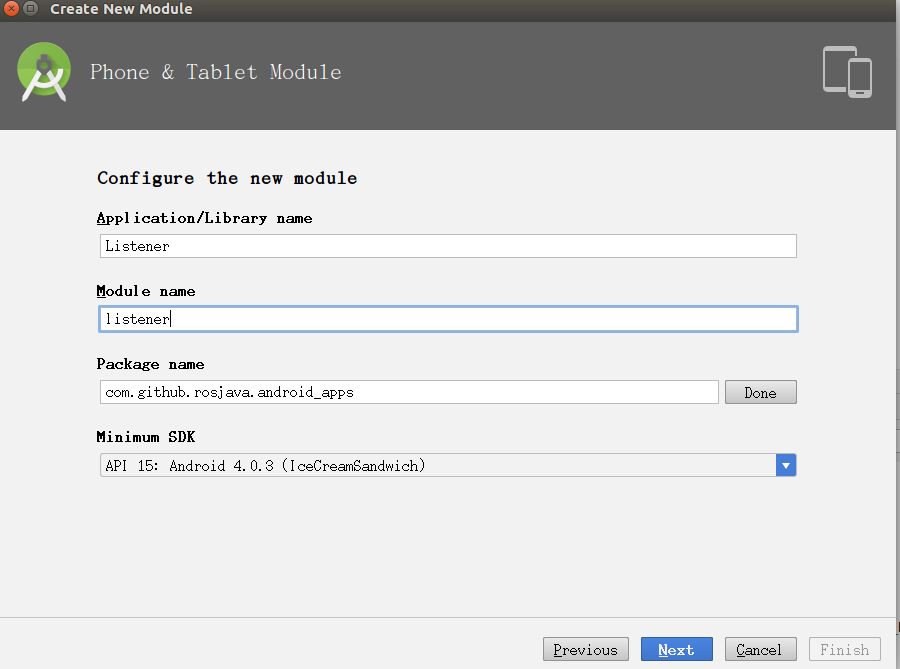 Create New Module
Phone & Tablet Module
Configure the new module
Application/Library name
Listener
Module name
listener
Package name
com.github.rosjava.android_apps
Done
Minimum SDK
API 15: Android 4.0.3 (IceCreamSandwich)
Previous
Next
Cancel
Finish